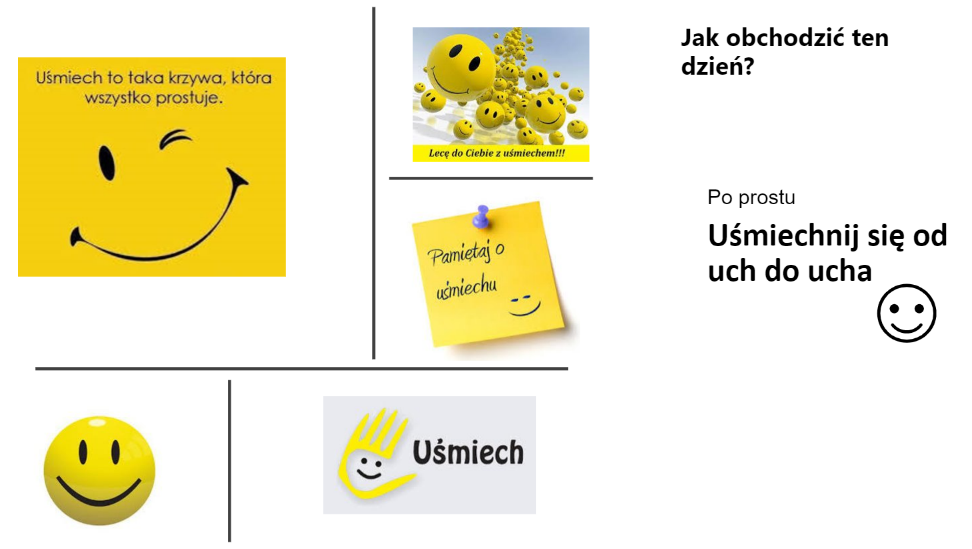 Uśmiech to taka krzywa, która
wszystko prostuje.
Lecę do Ciebie z uśmiechem!!!
Pamiętaj o
uśmiechu
Uśmiech
Jak obchodzić ten
dzień?
Po prostu
Uśmiechnij się od
uch do ucha